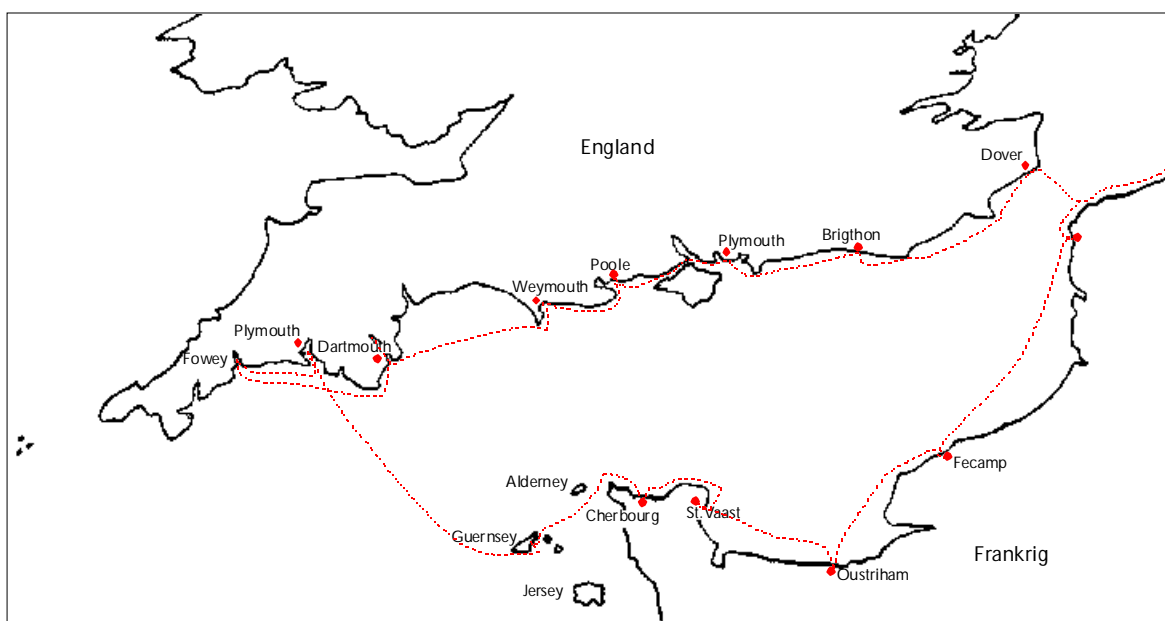 England
Dover
Plymouth
Brigthon
Poole
Weymouth
Plymouth
Dartmouth
Fowey
Fecamp
Alderney
Cherbourg
St. Vaast
Guernsey
Frankrig
Oustriham
Jersey